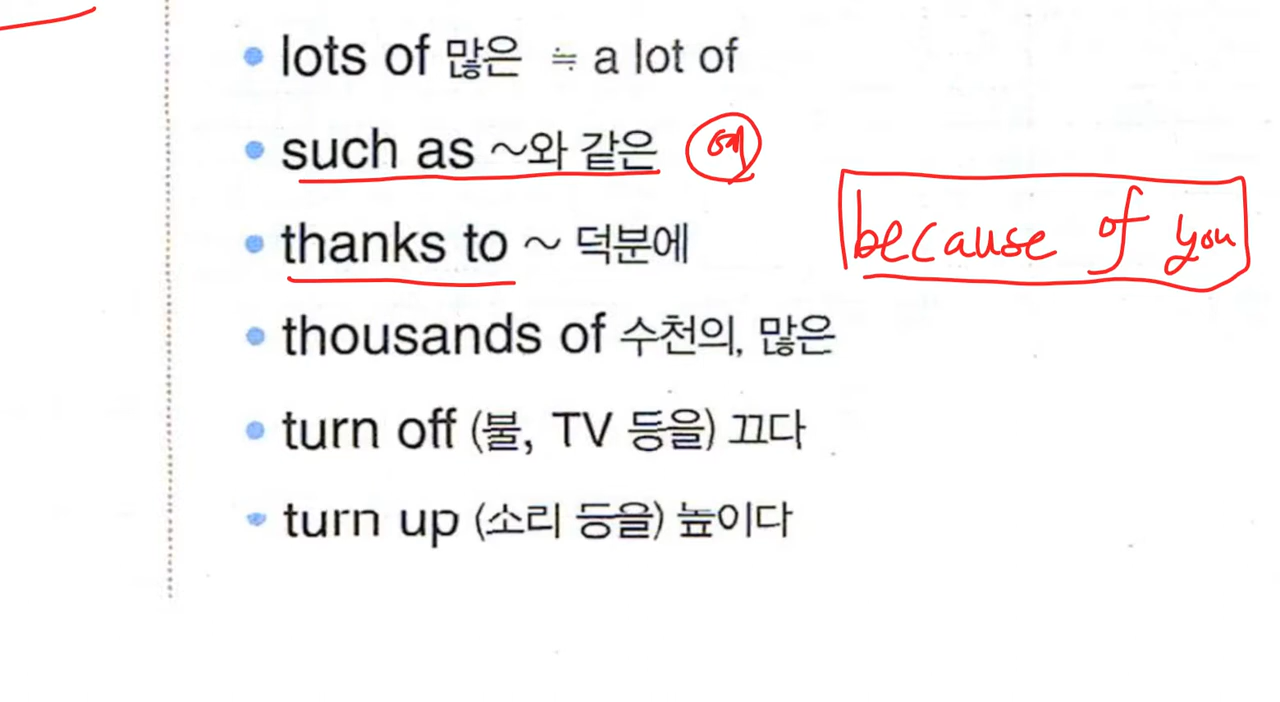 • lots of 많은 ≒ a lot of
• such as ~와 같은 예
• thanks to ~ 덕분에
because of you
• thousands of 수천의, 많은
• turn off (불, TV 등을) 끄다
• turn up (소리 등을) 높이다